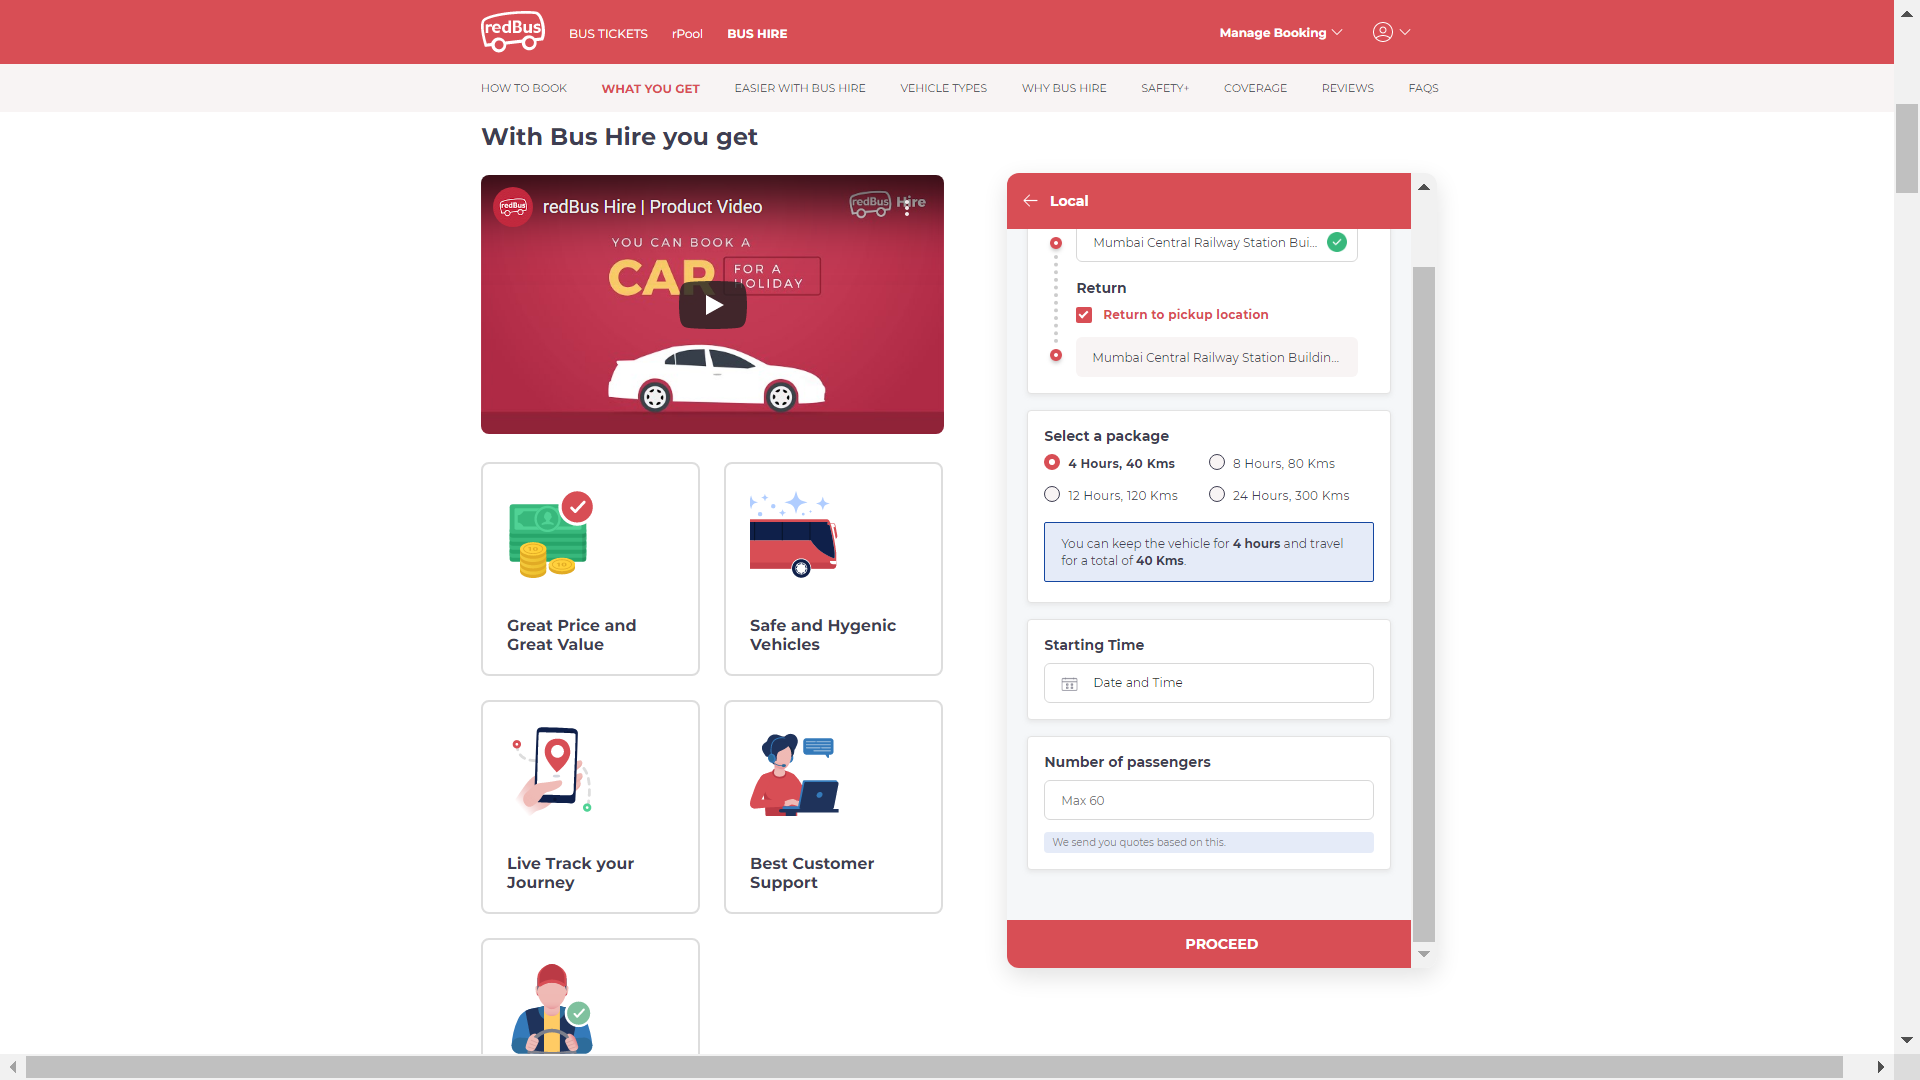 redBus
BUS TICKETS
rPool
BUS HIRE
Manage Booking
HOW TO BOOK
WHAT YOU GET
EASIER WITH BUS HIRE
VEHICLE TYPES
WHY BUS HIRE
SAFETY+
COVERAGE
REVIEWS
FAQS
With Bus Hire you get
redBus
redBus Hire | Product Video
redBus Hire
YOU CAN BOOK A
CAR
FOR A
HOLIDAY
Great Price and
Great Value
Safe and Hygenic
Vehicles
Live Track your
Journey
Best Customer
Support
Local
Mumbai Central Railway Station Bui...
Return
Return to pickup location
Mumbai Central Railway Station Buildin...
Select a package
4 Hours, 40 Kms
8 Hours, 80 Kms
12 Hours, 120 Kms
24 Hours, 300 Kms
You can keep the vehicle for 4 hours and travel
for a total of 40 Kms.
Starting Time
Date and Time
Number of passengers
Max 60
We send you quotes based on this.
PROCEED